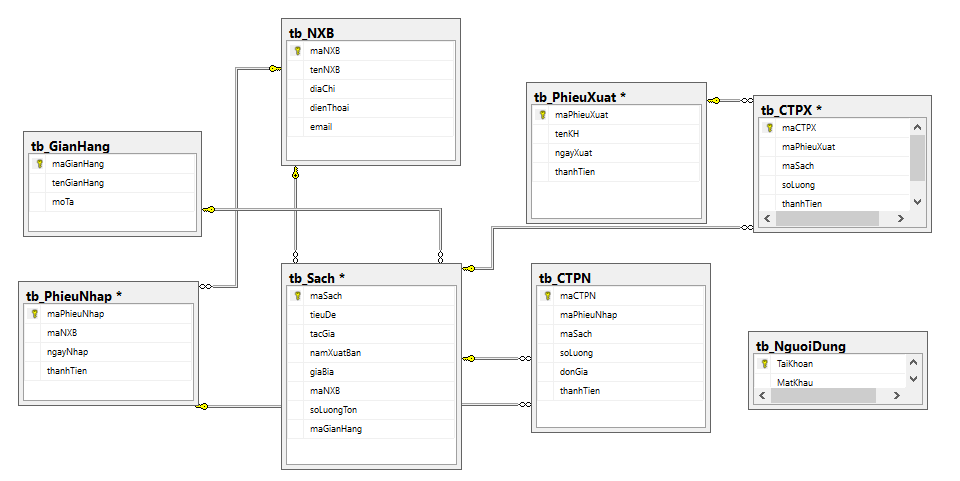 tb_NXB
maNXB
tenNXB
diaChi
dienThoai
email
tb_PhieuXuat *
maPhieuXuat
tenKH
ngayXuat
thanhTien
tb_CTPX *
maCTPX
maPhieuXuat
maSach
soLuong
thanhTien
tb_GianHang
maGianHang
tenGianHang
moTa
tb_Sach *
maSach
tieuDe
tacGia
namXuatBan
giaBia
maNXB
soLuongTon
maGianHang
tb_CTPN
maCTPN
maPhieuNhap
maSach
soLuong
donGia
thanhTien
tb_PhieuNhap *
maPhieuNhap
maNXB
ngayNhap
thanhTien
tb_NguoiDung
TaiKhoan
MatKhau